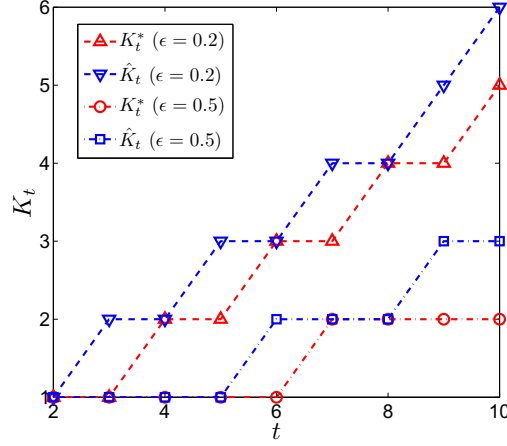 6
5
4
3
2
1
K_t
K_t^* (ϵ = 0.2)
K̂_t (ϵ = 0.2)
K_t^* (ϵ = 0.5)
K̂_t (ϵ = 0.5)
2 4 6 8 10
t